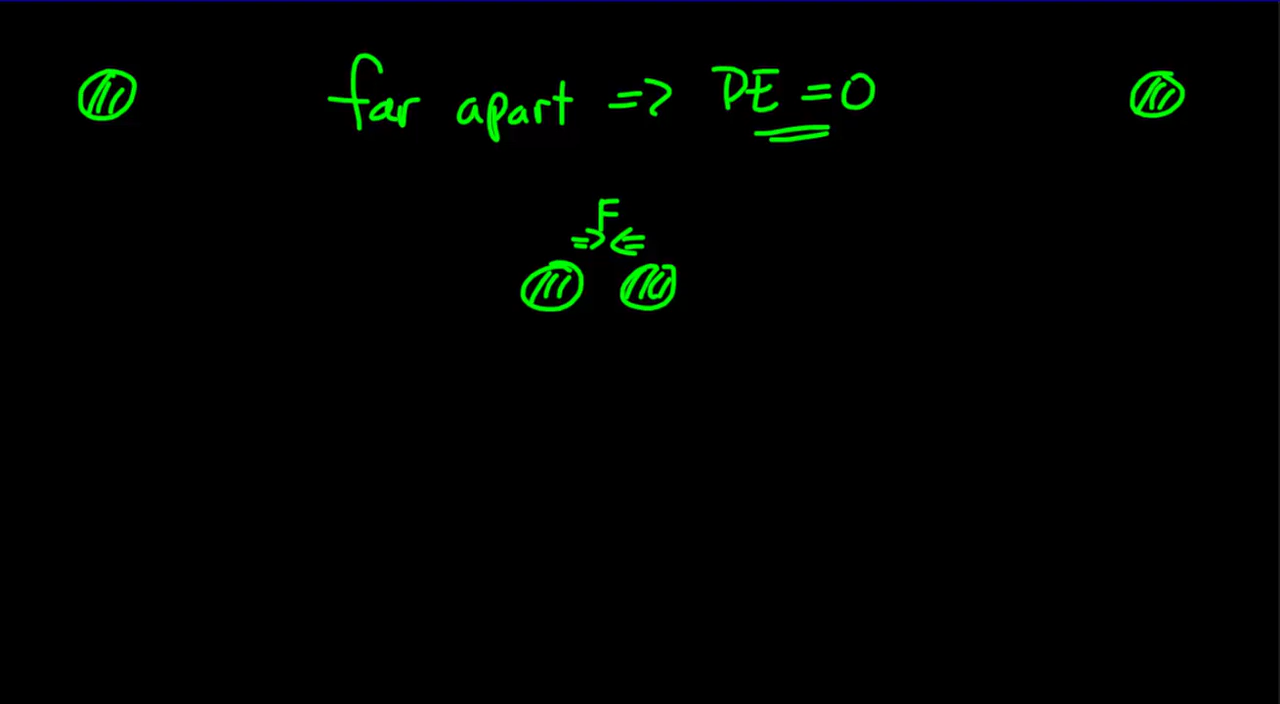 far apart => PE = 0
F
=> <=